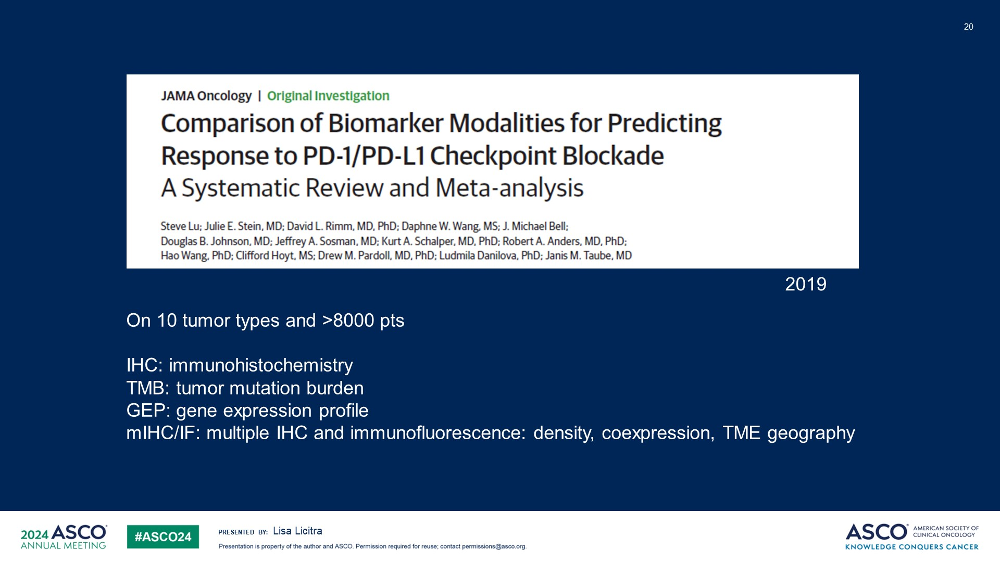 20
JAMA Oncology | Original Investigation
Comparison of Biomarker Modalities for Predicting
Response to PD-1/PD-L1 Checkpoint Blockade
A Systematic Review and Meta-analysis
Steve Lu; Julie E. Stein, MD; David L. Rimm, MD, PhD; Daphne W. Wang, MS; J. Michael Bell;
Douglas B. Johnson, MD; Jeffrey A. Sosman, MD; Kurt A. Schalper, MD, PhD; Robert A. Anders, MD, PhD;
Hao Wang, PhD; Clifford Hoyt, MS; Drew M. Pardoll, MD, PhD; Ludmila Danilova, PhD; Janis M. Taube, MD
2019
On 10 tumor types and >8000 pts
IHC: immunohistochemistry
TMB: tumor mutation burden
GEP: gene expression profile
mIHC/IF: multiple IHC and immunofluorescence: density, coexpression, TME geography
2024 ASCO®
ANNUAL MEETING
#ASCO24
PRESENTED BY: Lisa Licitra
Presentation is property of the author and ASCO. Permission required for reuse; contact permissions@asco.org.
ASCO® AMERICAN SOCIETY OF
CLINICAL ONCOLOGY
KNOWLEDGE CONQUERS CANCER